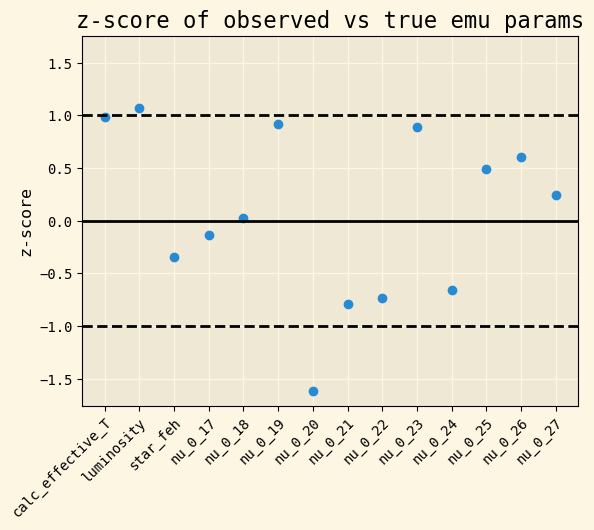 z-score of observed vs true emu params
z-score
1.5
1.0
0.5
0.0
−0.5
−1.0
−1.5
calc_effective_T
luminosity
star_feh
nu_0_17
nu_0_18
nu_0_19
nu_0_20
nu_0_21
nu_0_22
nu_0_23
nu_0_24
nu_0_25
nu_0_26
nu_0_27